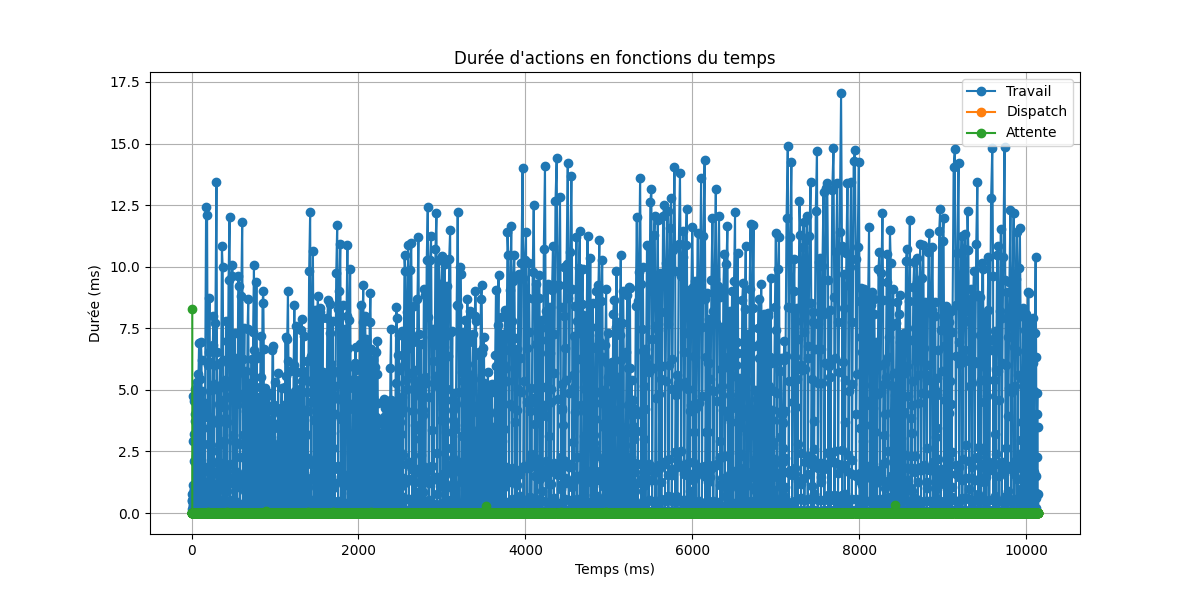 Durée d'actions en fonctions du temps
Travail
Dispatch
Attente
17.5
15.0
12.5
10.0
7.5
5.0
2.5
0.0
Durée (ms)
0 2000 4000 6000 8000 10000
Temps (ms)